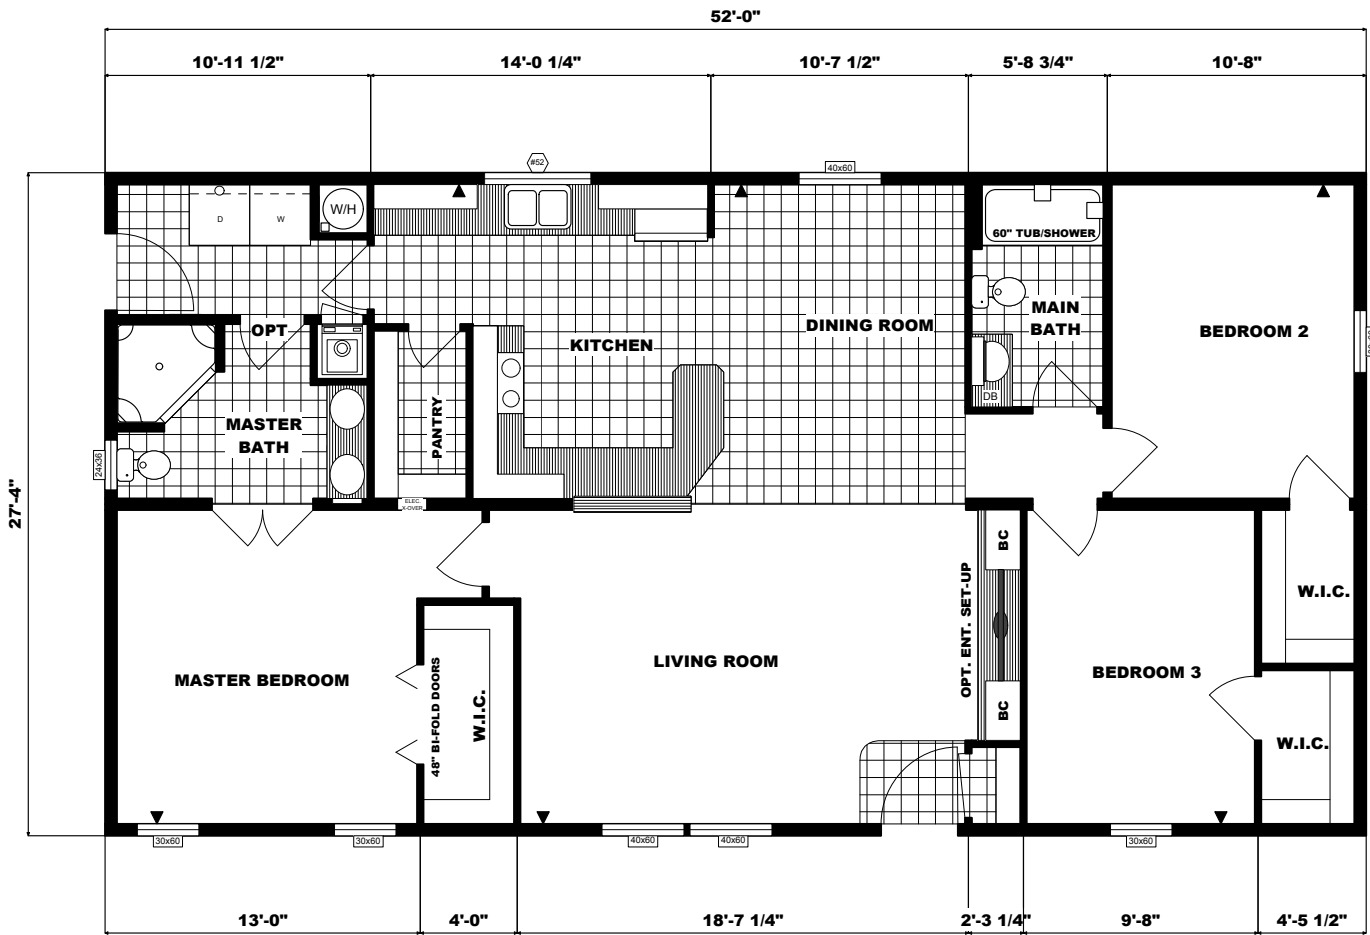 52'-0"
10'-11 1/2"
14'-0 1/4"
10'-7 1/2"
5'-8 3/4"
10'-8"
#52
40x60
D
W
W/H
60" TUB/SHOWER
OPT
KITCHEN
DINING ROOM
MAIN
BATH
BEDROOM 2
DB
PANTRY
MASTER
BATH
24x36
27'-4"
ELEC.
X-OVER
BC
OPT. ENT. SET-UP
BC
W.I.C.
MASTER BEDROOM
48" BI-FOLD DOORS
W.I.C.
LIVING ROOM
BEDROOM 3
W.I.C.
30x60
30x60
40x60
40x60
30x60
13'-0"
4'-0"
18'-7 1/4"
2'-3 1/4"
9'-8"
4'-5 1/2"